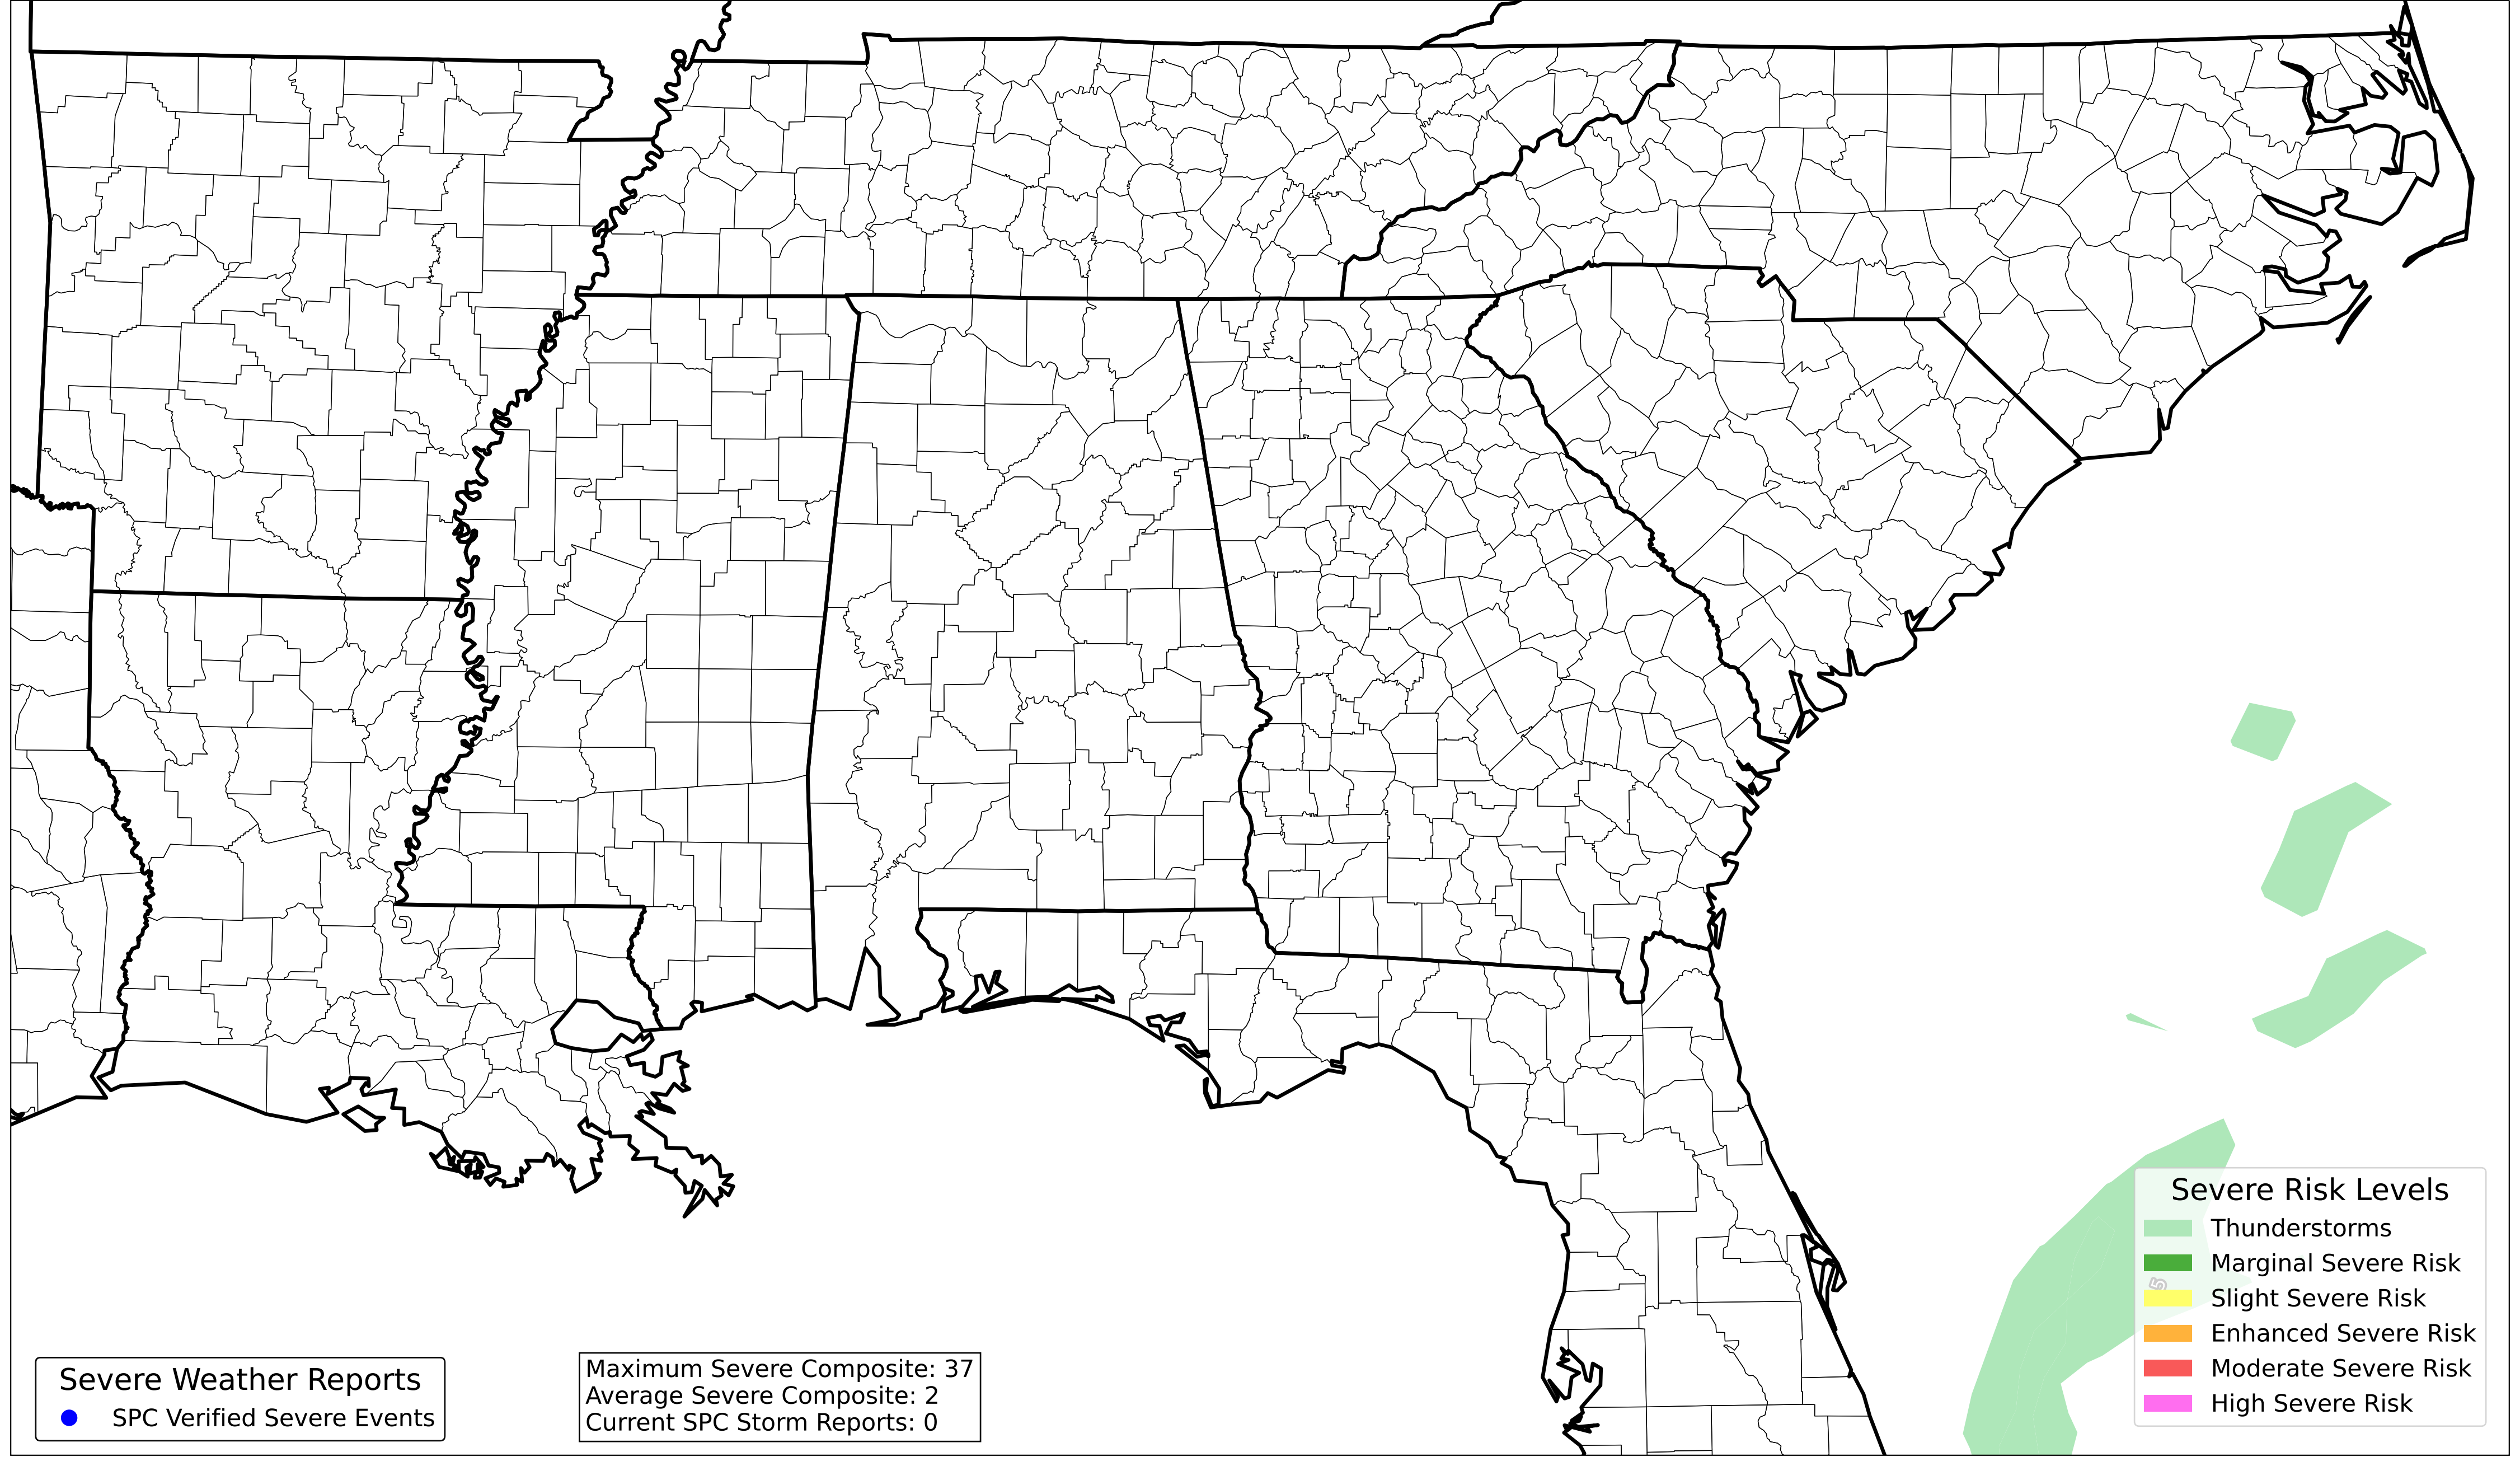 Severe Risk Levels
Thunderstorms
Marginal Severe Risk
5
Slight Severe Risk
Enhanced Severe Risk
Moderate Severe Risk
High Severe Risk
Severe Weather Reports
SPC Verified Severe Events
Maximum Severe Composite: 37
Average Severe Composite: 2
Current SPC Storm Reports: 0